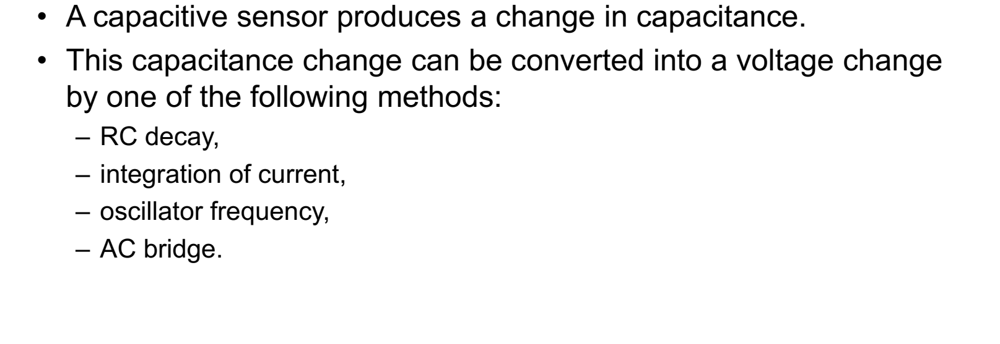 • A capacitive sensor produces a change in capacitance.
• This capacitance change can be converted into a voltage change
by one of the following methods:
– RC decay,
– integration of current,
– oscillator frequency,
– AC bridge.